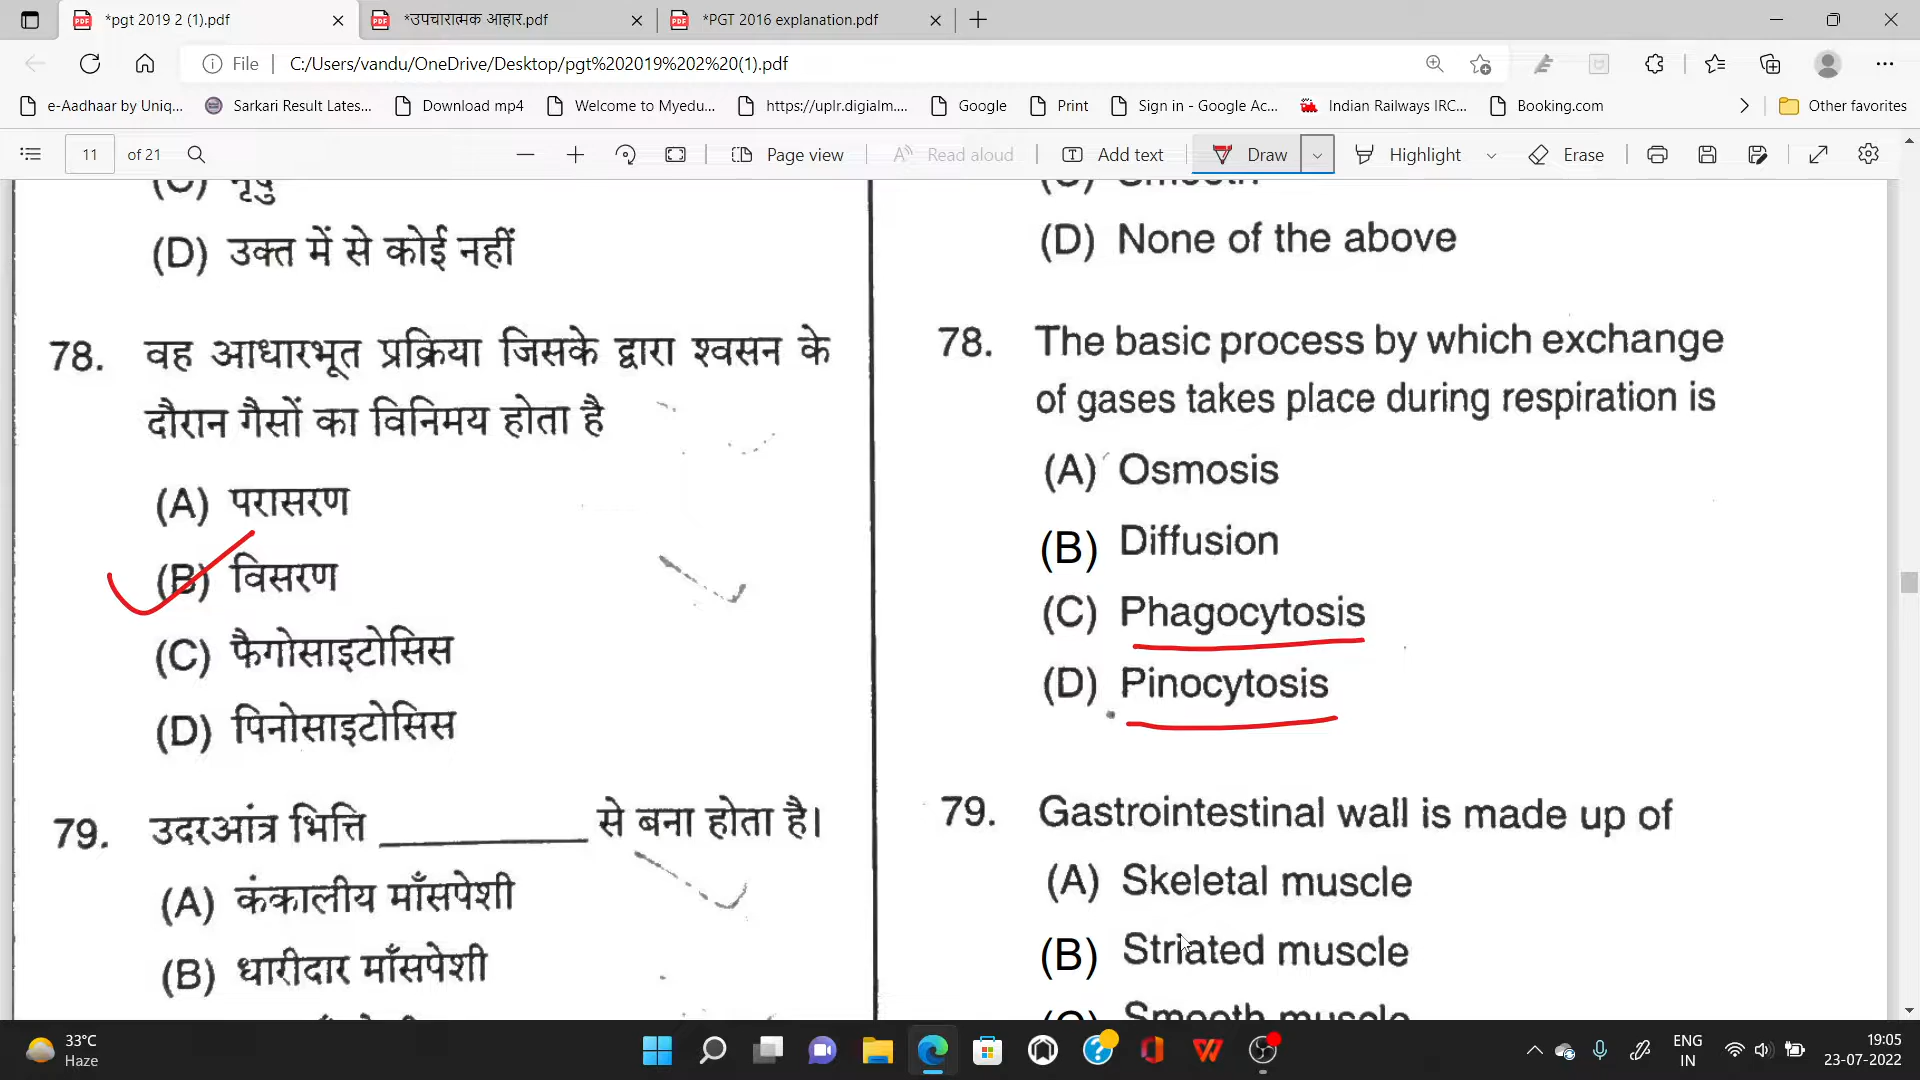 *pgt 2019 2 (1).pdf
*उपचारात्मक आहार.pdf
*PGT 2016 explanation.pdf
File
C:/Users/vandu/OneDrive/Desktop/pgt%202019%202%20(1).pdf
e-Aadhaar by Uniq...
Sarkari Result Lates...
Download mp4
Welcome to Myedu...
https://uplr.digialm....
Google
Print
Sign in - Google Ac...
Indian Railways IRC...
Booking.com
Other favorites
11 of 21
Page view
Read aloud
Add text
Draw
Highlight
Erase
(C) मृदु
(D) उक्त में से कोई नहीं
78. वह आधारभूत प्रक्रिया जिसके द्वारा श्वसन के
दौरान गैसों का विनिमय होता है
(A) परासरण
(B) विसरण
(C) फैगोसाइटोसिस
(D) पिनोसाइटोसिस
79. उदरआंत्र भित्ति __________ से बना होता है।
(A) कंकालीय माँसपेशी
(B) धारीदार माँसपेशी
(C) Smooth
(D) None of the above
78. The basic process by which exchange
of gases takes place during respiration is
(A) Osmosis
(B) Diffusion
(C) Phagocytosis
(D) Pinocytosis
79. Gastrointestinal wall is made up of
(A) Skeletal muscle
(B) Striated muscle
(C) Smooth muscle
33°C
Haze
ENG
IN
19:05
23-07-2022